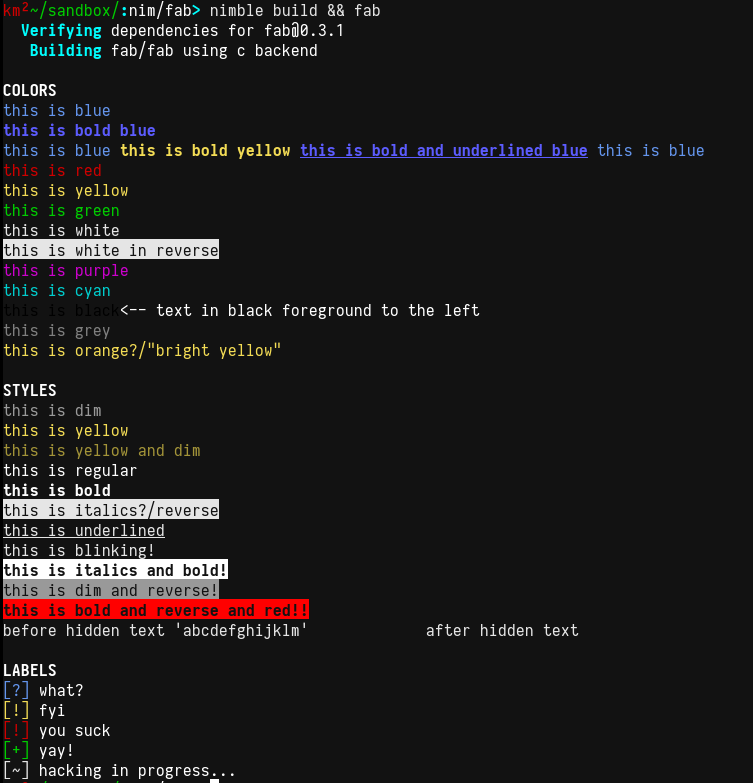 km²~/sandbox/:nim/fab> nimble build && fab
Verifying dependencies for fab@0.3.1
Building fab/fab using c backend
COLORS
this is blue
this is bold blue
this is blue this is bold yellow this is bold and underlined blue this is blue
this is red
this is yellow
this is green
this is white
this is white in reverse
this is purple
this is cyan
this is black<-- text in black foreground to the left
this is grey
this is orange?/"bright yellow"
STYLES
this is dim
this is yellow
this is yellow and dim
this is regular
this is bold
this is italics?/reverse
this is underlined
this is blinking!
this is italics and bold!
this is dim and reverse!
this is bold and reverse and red!!
before hidden text 'abcdefghijklm' after hidden text
LABELS
[?] what?
[!] fyi
[!] you suck
[+] yay!
[~] hacking in progress...